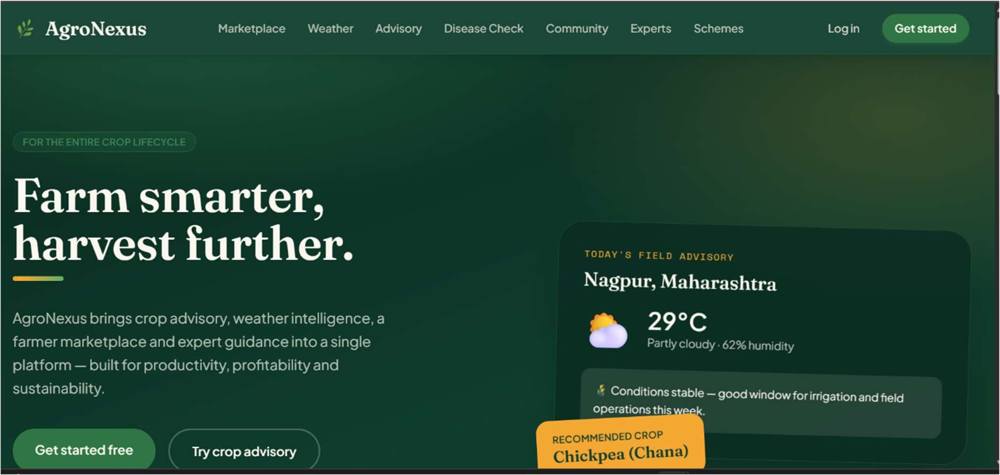 AgroNexus
Marketplace
Weather
Advisory
Disease Check
Community
Experts
Schemes
Log in
Get started
FOR THE ENTIRE CROP LIFECYCLE
Farm smarter,
harvest further.
AgroNexus brings crop advisory, weather intelligence, a
farmer marketplace and expert guidance into a single
platform — built for productivity, profitability and
sustainability.
Get started free
Try crop advisory
TODAY'S FIELD ADVISORY
Nagpur, Maharashtra
29°C
Partly cloudy · 62% humidity
Conditions stable — good window for irrigation and field
operations this week.
RECOMMENDED CROP
Chickpea (Chana)